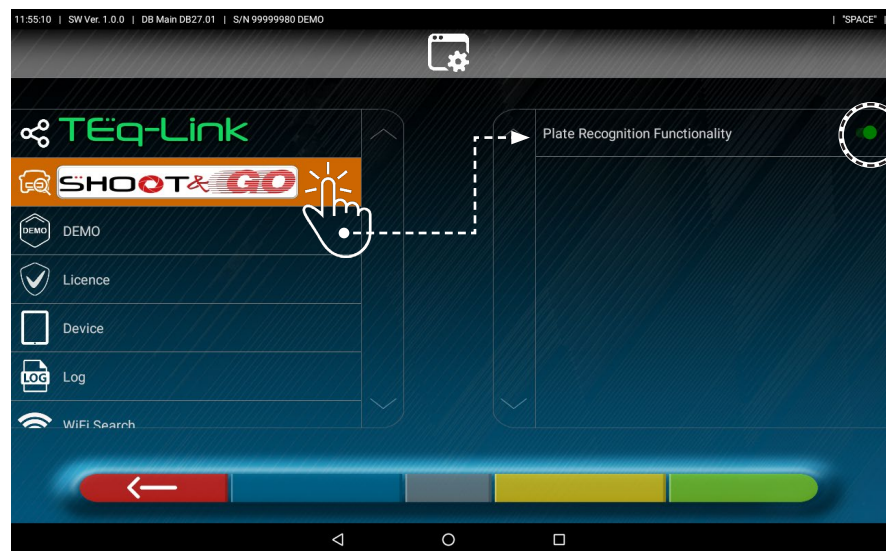 11:55:10 | SW Ver. 1.0.0 | DB Main DB27.01 | S/N 99999980 DEMO | "SPACE" |
TEq-Link
SHOOT& GO
DEMO DEMO
Licence
Device
LOG Log
WiFi Search
Plate Recognition Functionality